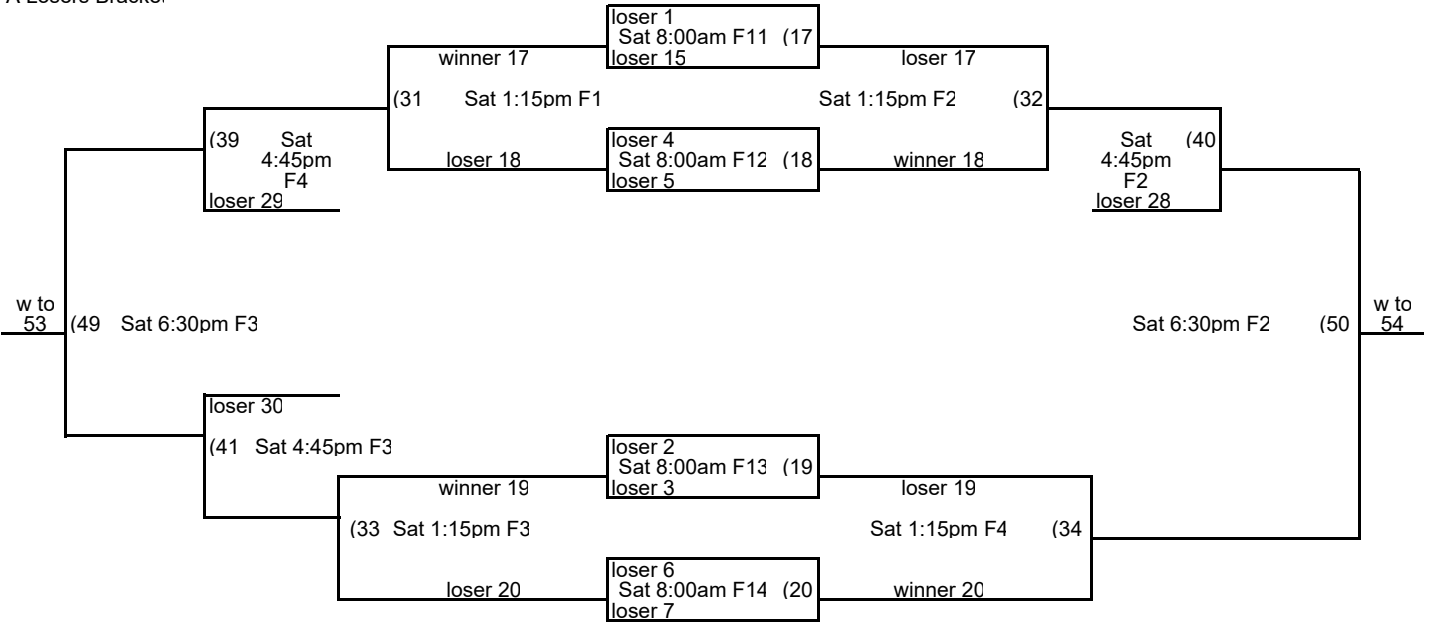 A Losers Bracket
loser 1
Sat 8:00am F11 (17
loser 15
winner 17
loser 17
(31 Sat 1:15pm F1
Sat 1:15pm F2 (32
loser 4
Sat 8:00am F12 (18
loser 5
loser 18
winner 18
(39 Sat
4:45pm
F4
loser 29
Sat (40
4:45pm
F2
loser 28
w to
53
(49 Sat 6:30pm F3
Sat 6:30pm F2 (50
w to
54
loser 30
(41 Sat 4:45pm F3
loser 2
Sat 8:00am F13 (19
loser 3
winner 19
loser 19
(33 Sat 1:15pm F3
Sat 1:15pm F4 (34
loser 6
Sat 8:00am F14 (20
loser 7
loser 20
winner 20